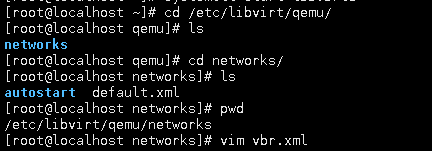 [root@localhost ~]# cd /etc/libvirt/qemu/
[root@localhost qemu]# ls
networks
[root@localhost qemu]# cd networks/
[root@localhost networks]# ls
autostart  default.xml
[root@localhost networks]# pwd
/etc/libvirt/qemu/networks
[root@localhost networks]# vim vbr.xml